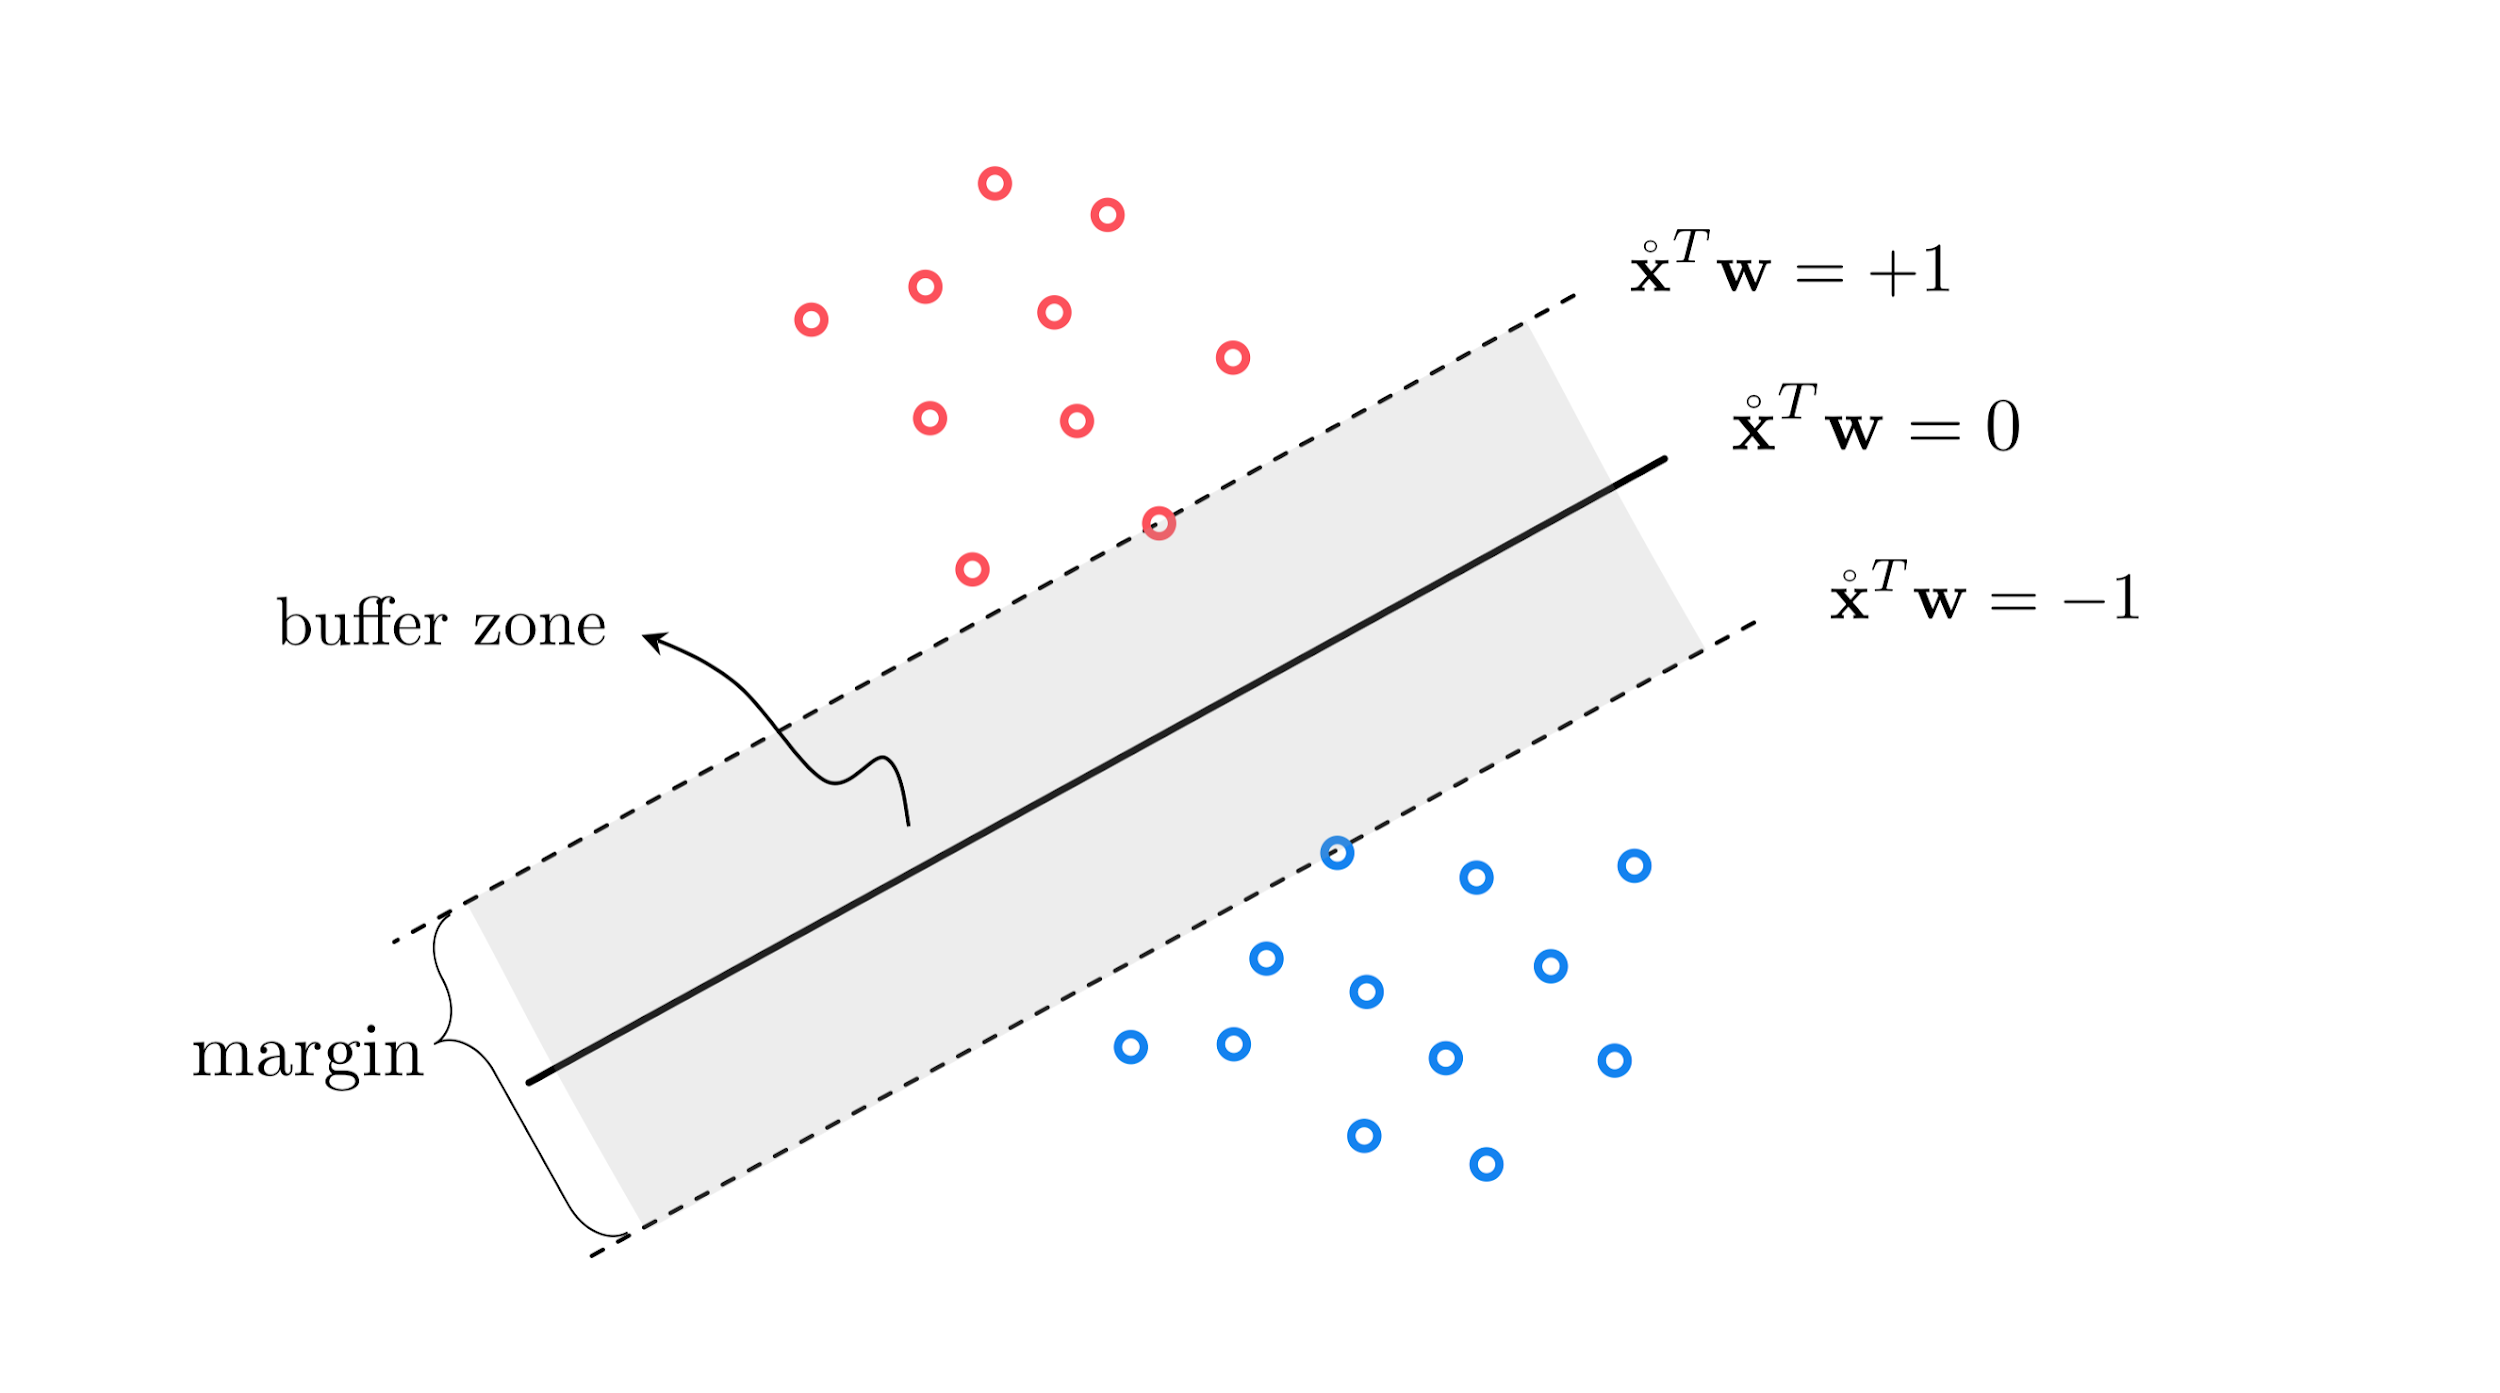 x̊ᵀw = +1
x̊ᵀw = 0
x̊ᵀw = −1
buffer zone
margin